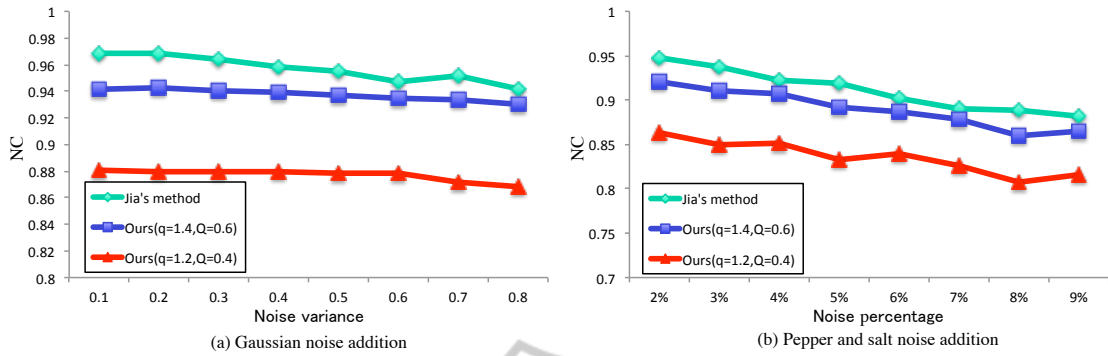 1
0.98
0.96
0.94
0.92
0.9
0.88
0.86
0.84
0.82
0.8
NC
Jia's method
Ours(q=1.4,Q=0.6)
Ours(q=1.2,Q=0.4)
0.1 0.2 0.3 0.4 0.5 0.6 0.7 0.8
Noise variance
(a) Gaussian noise addition
1
0.95
0.9
0.85
0.8
0.75
0.7
NC
Jia's method
Ours(q=1.4,Q=0.6)
Ours(q=1.2,Q=0.4)
2% 3% 4% 5% 6% 7% 8% 9%
Noise percentage
(b) Pepper and salt noise addition